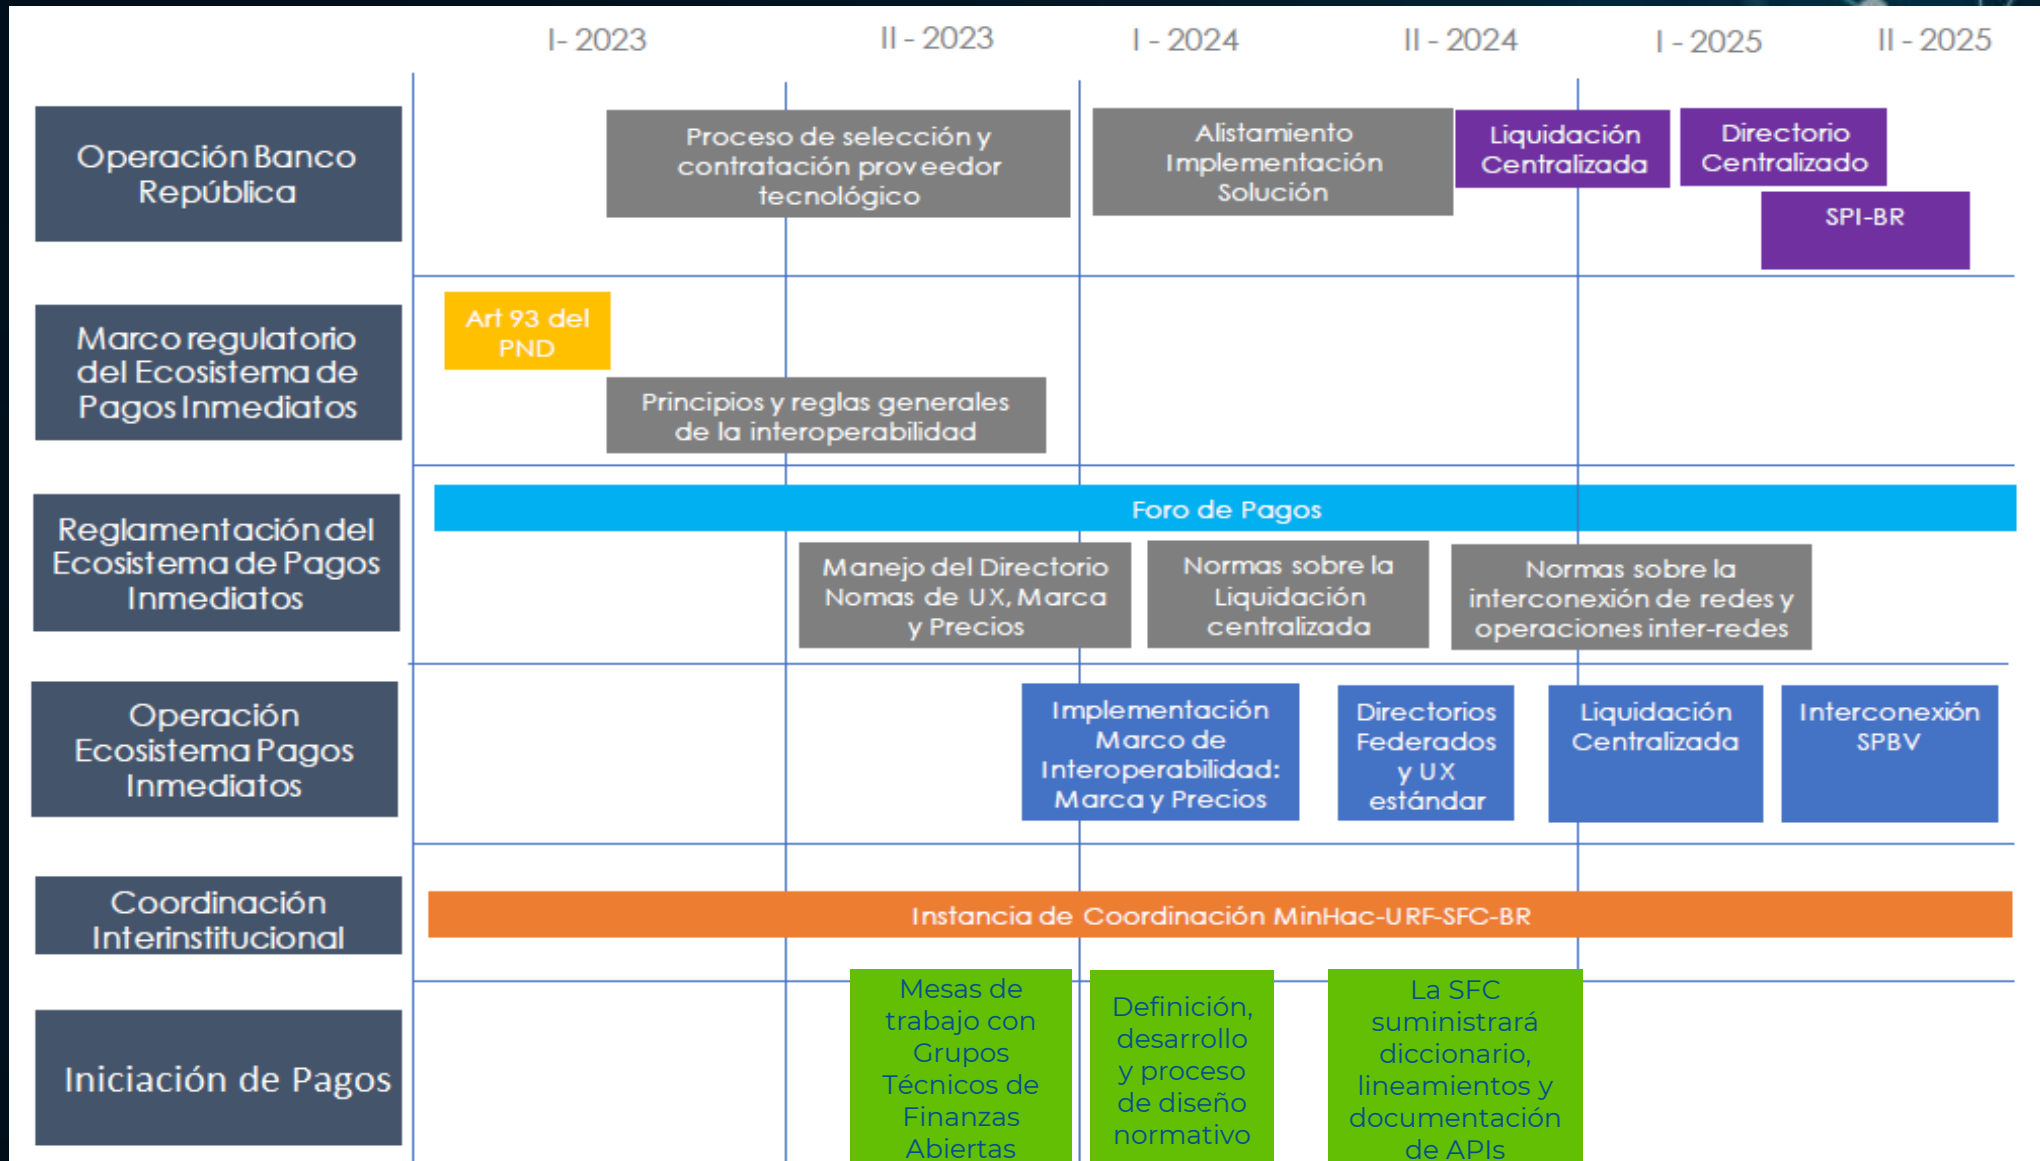 I- 2023
II - 2023
I - 2024
II - 2024
I - 2025
II - 2025
Operación Banco
República
Proceso de selección y
contratación proveedor
tecnológico
Alistamiento
Implementación
Solución
Liquidación
Centralizada
Directorio
Centralizado
SPI-BR
Marco regulatorio
del Ecosistema de
Pagos Inmediatos
Art 93 del
PND
Principios y reglas generales
de la interoperabilidad
Reglamentación del
Ecosistema de Pagos
Inmediatos
Foro de Pagos
Manejo del Directorio
Nomas de UX, Marca
y Precios
Normas sobre la
Liquidación
centralizada
Normas sobre la
interconexión de redes y
operaciones inter-redes
Operación
Ecosistema Pagos
Inmediatos
Implementación
Marco de
Interoperabilidad:
Marca y Precios
Directorios
Federados
y UX
estándar
Liquidación
Centralizada
Interconexión
SPBV
Coordinación
Interinstitucional
Instancia de Coordinación MinHac-URF-SFC-BR
Iniciación de Pagos
Mesas de
trabajo con
Grupos
Técnicos de
Finanzas
Abiertas
Definición,
desarrollo
y proceso
de diseño
normativo
La SFC
suministrará
diccionario,
lineamientos y
documentación
de APIs